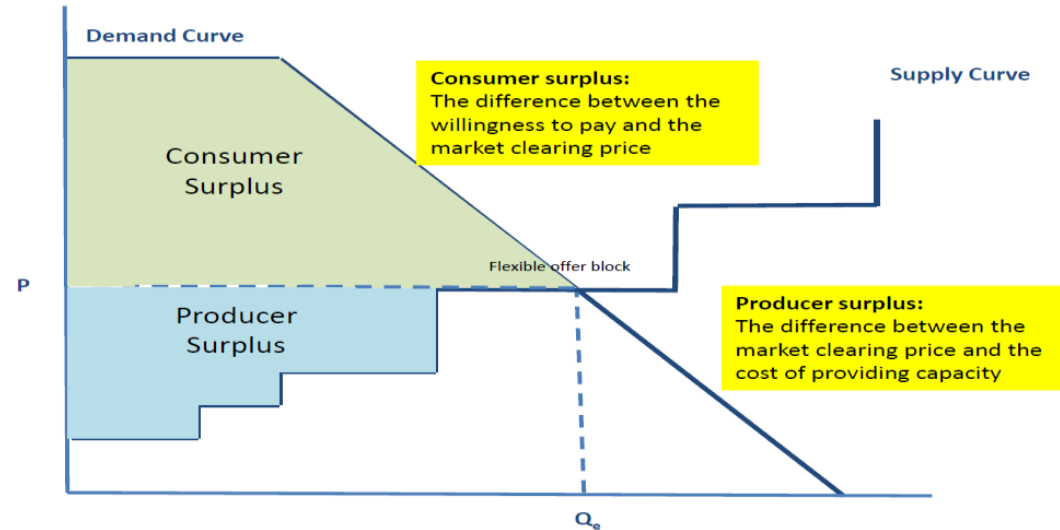 Demand Curve
Consumer surplus:
The difference between the
willingness to pay and the
market clearing price
Supply Curve
Consumer
Surplus
Flexible offer block
P
Producer
Surplus
Producer surplus:
The difference between the
market clearing price and the
cost of providing capacity
Qe